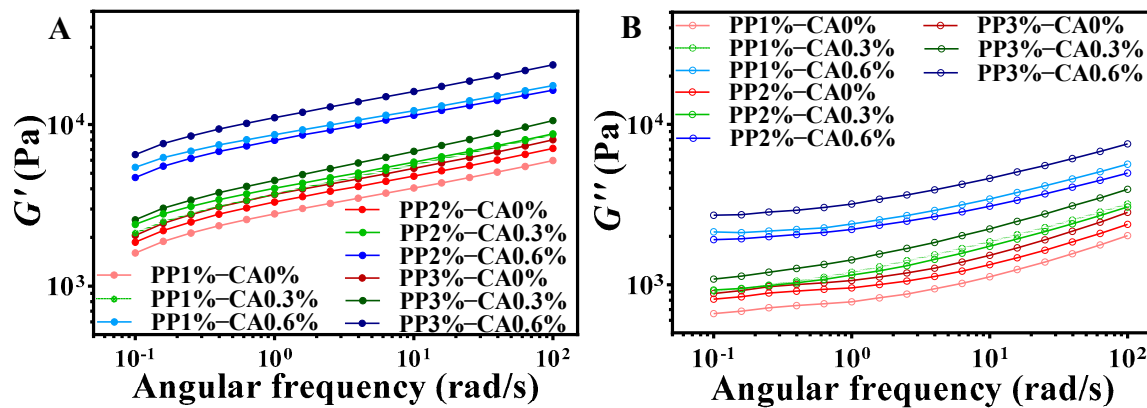 A
G′ (Pa)
10⁴
10³
PP1%−CA0%
PP1%−CA0.3%
PP1%−CA0.6%
PP2%−CA0%
PP2%−CA0.3%
PP2%−CA0.6%
PP3%−CA0%
PP3%−CA0.3%
PP3%−CA0.6%
10⁻¹ 10⁰ 10¹ 10²
Angular frequency (rad/s)
B
G′′ (Pa)
10⁴
10³
PP1%−CA0%
PP1%−CA0.3%
PP1%−CA0.6%
PP2%−CA0%
PP2%−CA0.3%
PP2%−CA0.6%
PP3%−CA0%
PP3%−CA0.3%
PP3%−CA0.6%
10⁻¹ 10⁰ 10¹ 10²
Angular frequency (rad/s)